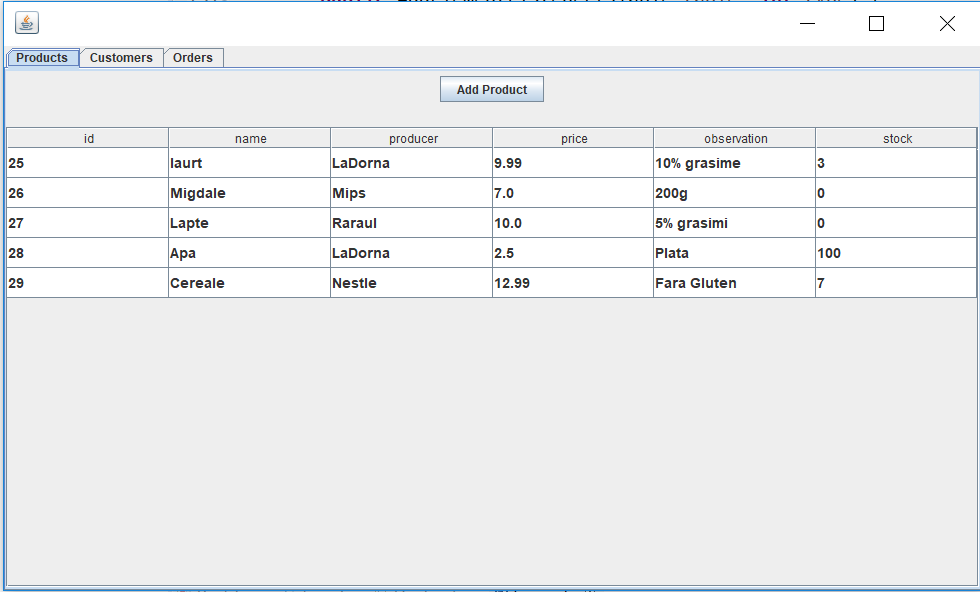 Products Customers Orders
Add Product
id name producer price observation stock
25 Iaurt LaDorna 9.99 10% grasime 3
26 Migdale Mips 7.0 200g 0
27 Lapte Raraul 10.0 5% grasimi 0
28 Apa LaDorna 2.5 Plata 100
29 Cereale Nestle 12.99 Fara Gluten 7